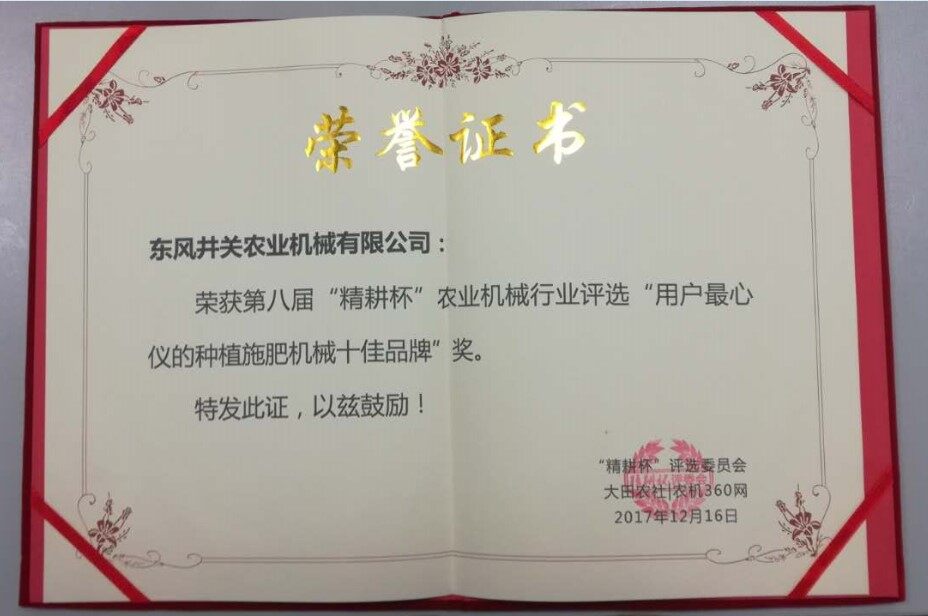 荣誉证书
东风井关农业机械有限公司：
荣获第八届“精耕杯”农业机械行业评选“用户最心
仪的种植施肥机械十佳品牌”奖。
特发此证，以兹鼓励！
“精耕杯”评选委员会
大田农社|农机360网
2017年12月16日